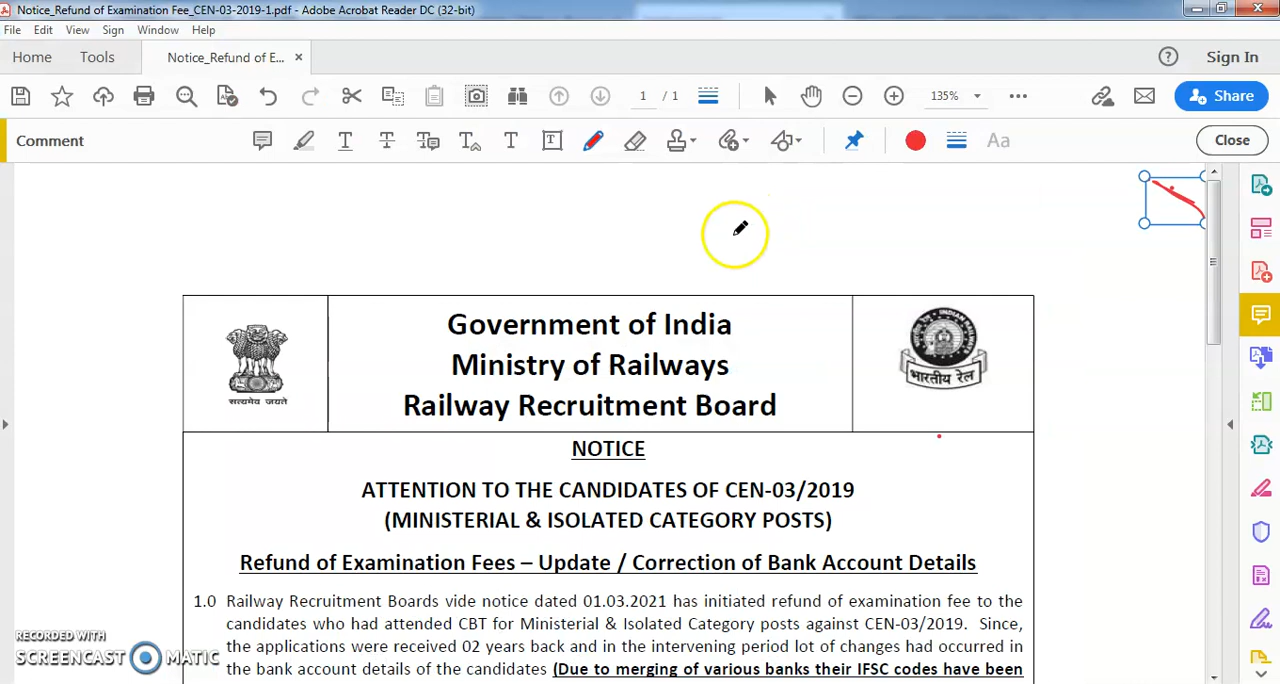 Notice_Refund of Examination Fee_CEN-03-2019-1.pdf - Adobe Acrobat Reader DC (32-bit)
File Edit View Sign Window Help
Home Tools Notice_Refund of E... × Sign In
1 / 1 135% Share
Comment Aa Close
Government of India
Ministry of Railways
Railway Recruitment Board
सत्यमेव जयते
INDIAN RAILWAYS
भारतीय रेल
NOTICE
ATTENTION TO THE CANDIDATES OF CEN-03/2019
(MINISTERIAL & ISOLATED CATEGORY POSTS)
Refund of Examination Fees – Update / Correction of Bank Account Details
1.0 Railway Recruitment Boards vide notice dated 01.03.2021 has initiated refund of examination fee to the
candidates who had attended CBT for Ministerial & Isolated Category posts against CEN-03/2019. Since,
the applications were received 02 years back and in the intervening period lot of changes had occurred in
the bank account details of the candidates (Due to merging of various banks their IFSC codes have been
RECORDED WITH
SCREENCAST MATIC